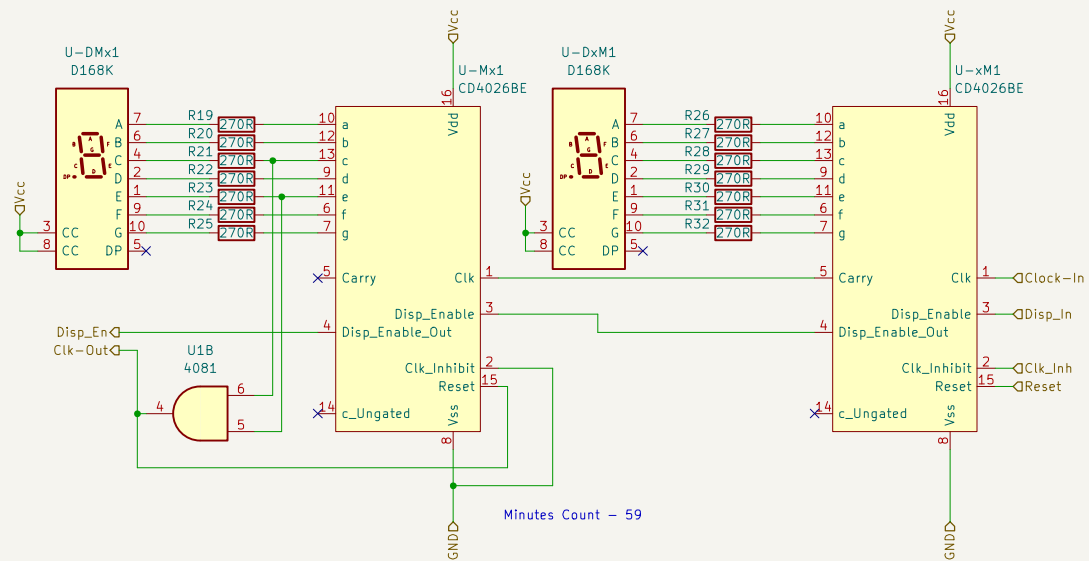 Vcc
Vcc
U-DMx1
D168K
U-Mx1
CD4026BE
U-DxM1
D168K
U-xM1
CD4026BE
16
Vdd
16
Vdd
A 7 R19 270R 10 a
B 6 R20 270R 12 b
C 4 R21 270R 13 c
D 2 R22 270R 9 d
E 1 R23 270R 11 e
F 9 R24 270R 6 f
G 10 R25 270R 7 g
3 CC
8 CC DP 5
Vcc
A 7 R26 270R 10 a
B 6 R27 270R 12 b
C 4 R28 270R 13 c
D 2 R29 270R 9 d
E 1 R30 270R 11 e
F 9 R31 270R 6 f
G 10 R32 270R 7 g
3 CC
8 CC DP 5
Vcc
A
B F
G
C E
D
DP
A
B F
G
C E
D
DP
5 Carry Clk 1
5 Carry Clk 1 Clock-In
Disp_Enable 3
Disp_Enable 3 Disp_In
Disp_En 4 Disp_Enable_Out
4 Disp_Enable_Out
Clk-Out
U1B
4081
Clk_Inhibit 2
Clk_Inhibit 2 Clk_Inh
Reset 15
Reset 15 Reset
6
4
5
14 c_Ungated
Vss
8
14 c_Ungated
Vss
8
Minutes Count - 59
GND
GND